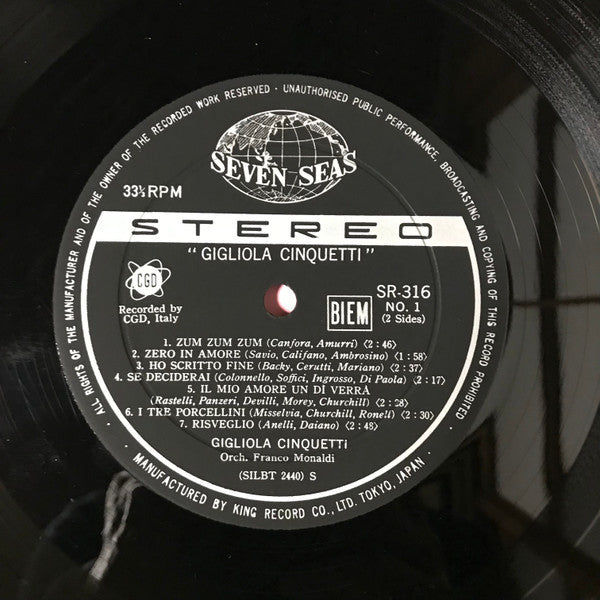 ALL RIGHTS OF THE MANUFACTURER AND OF THE OWNER OF THE RECORDED WORK RESERVED · UNAUTHORISED PUBLIC PERFORMANCE, BROADCASTING AND COPYING OF THIS RECORD PROHIBITED ·
SEVEN SEAS
33⅓RPM
STEREO
"GIGLIOLA CINQUETTI"
CGD
Recorded by
CGD, Italy
BIEM
SR-316
NO. 1
(2 Sides)
1. ZUM ZUM ZUM (Canfora, Amurri) (2:46)
2. ZERO IN AMORE (Savio, Califano, Ambrosino) (1:58)
3. HO SCRITTO FINE (Backy, Cerutti, Mariano) (2:37)
4. SE DECIDERAI (Colonnello, Soffici, Ingrosso, Di Paola) (2:17)
5. IL MIO AMORE UN DÌ VERRÀ
(Rastelli, Panzeri, Devilli, Morey, Churchill) (2:28)
6. I TRE PORCELLINI (Misselvia, Churchill, Ronell) (2:30)
7. RISVEGLIO (Anelli, Daiano) (2:48)
GIGLIOLA CINQUETTI
Orch. Franco Monaldi
(SILBT 2440) S
MANUFACTURED BY KING RECORD CO., LTD. TOKYO, JAPAN ·